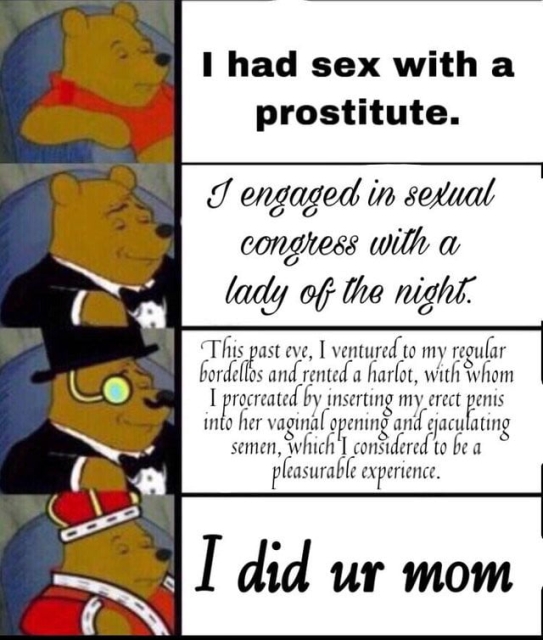 I had sex with a
prostitute.
I engaged in sexual
congress with a
lady of the night.
This past eve, I ventured to my regular
bordellos and rented a harlot, with whom
I procreated by inserting my erect penis
into her vaginal opening and ejaculating
semen, which I considered to be a
pleasurable experience.
I did ur mom